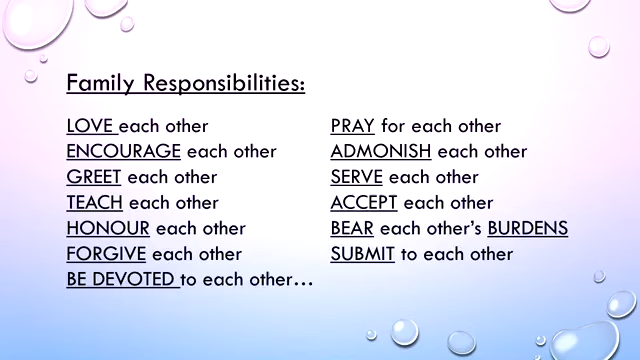 Family Responsibilities:
LOVE each other
ENCOURAGE each other
GREET each other
TEACH each other
HONOUR each other
FORGIVE each other
BE DEVOTED to each other…
PRAY for each other
ADMONISH each other
SERVE each other
ACCEPT each other
BEAR each other’s BURDENS
SUBMIT to each other